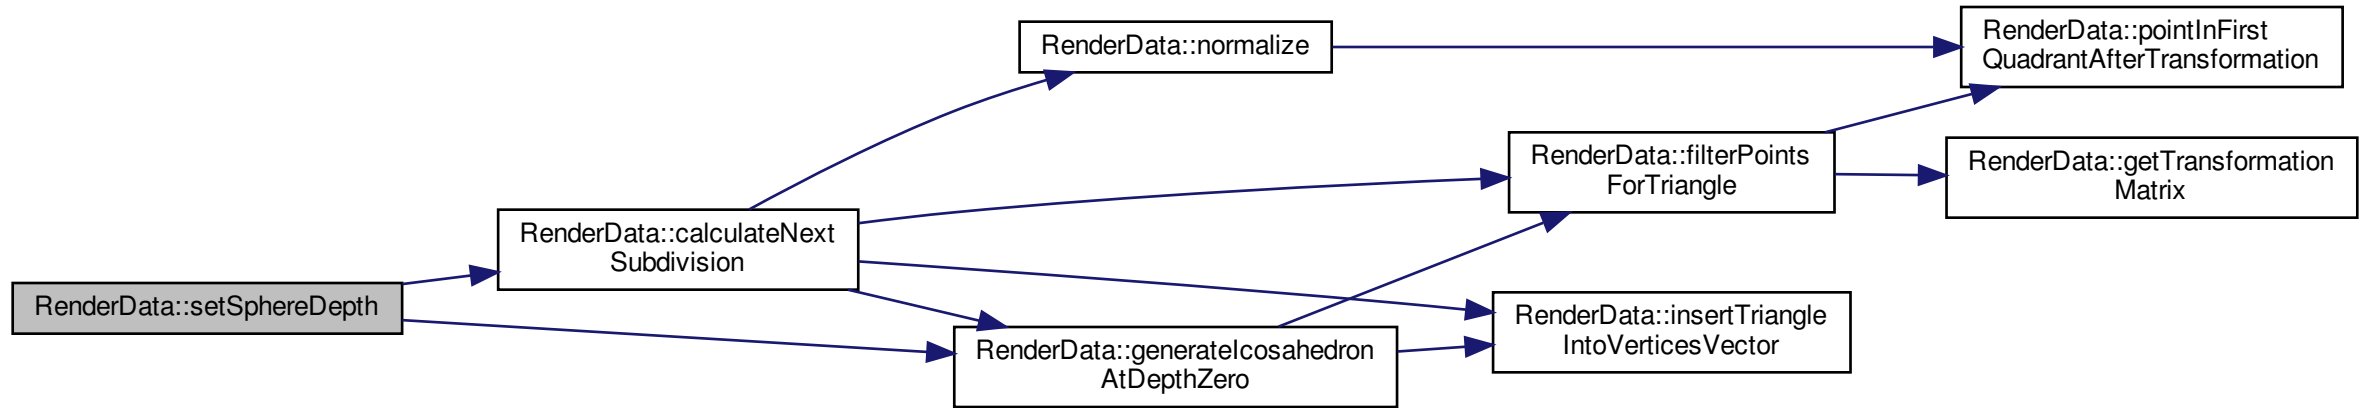 RenderData::setSphereDepth
RenderData::calculateNext
Subdivision
RenderData::normalize
RenderData::generateIcosahedron
AtDepthZero
RenderData::filterPoints
ForTriangle
RenderData::insertTriangle
IntoVerticesVector
RenderData::pointInFirst
QuadrantAfterTransformation
RenderData::getTransformation
Matrix